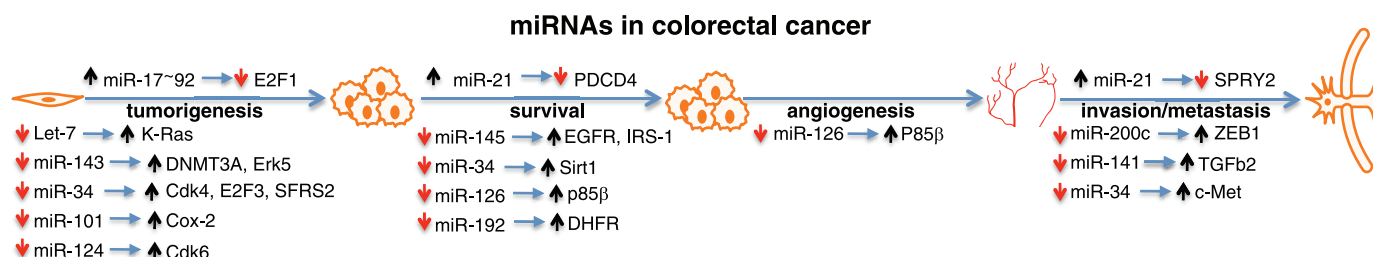 miRNAs in colorectal cancer
miR-17~92 E2F1
tumorigenesis
Let-7 K-Ras
miR-143 DNMT3A, Erk5
miR-34 Cdk4, E2F3, SFRS2
miR-101 Cox-2
miR-124 Cdk6
miR-21 PDCD4
survival
miR-145 EGFR, IRS-1
miR-34 Sirt1
miR-126 p85β
miR-192 DHFR
angiogenesis
miR-126 P85β
miR-21 SPRY2
invasion/metastasis
miR-200c ZEB1
miR-141 TGFb2
miR-34 c-Met